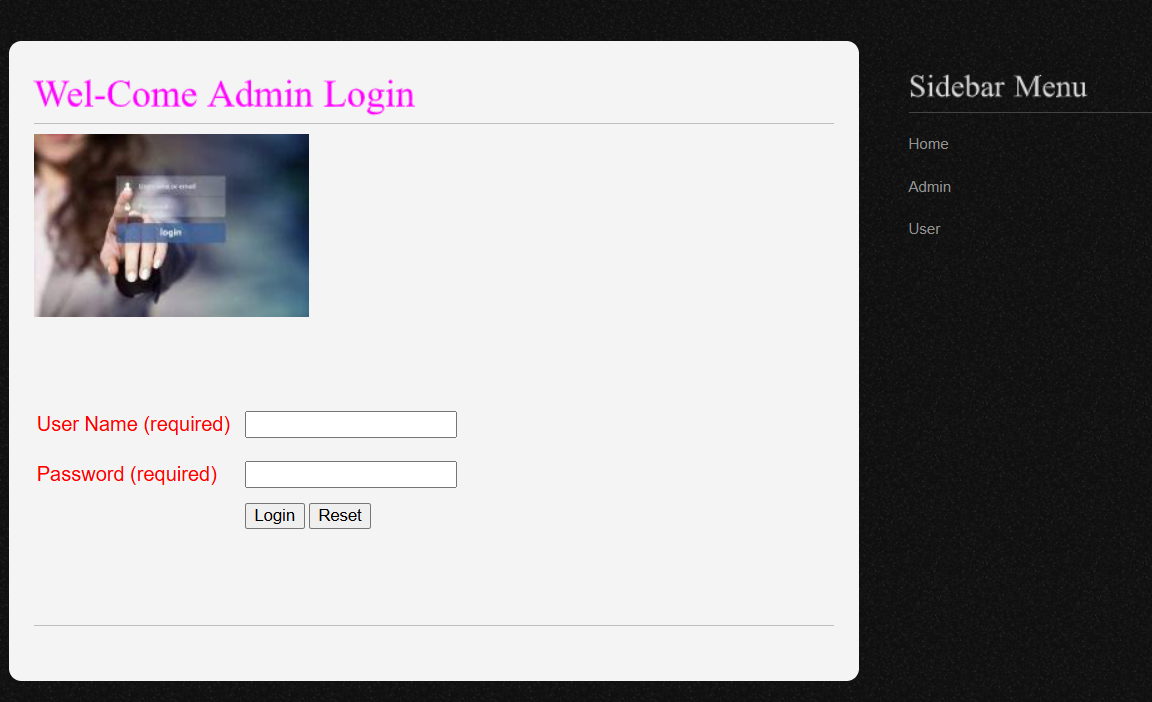 Wel-Come Admin Login
login
User Name (required)
Password (required)
Login Reset
Sidebar Menu
Home
Admin
User